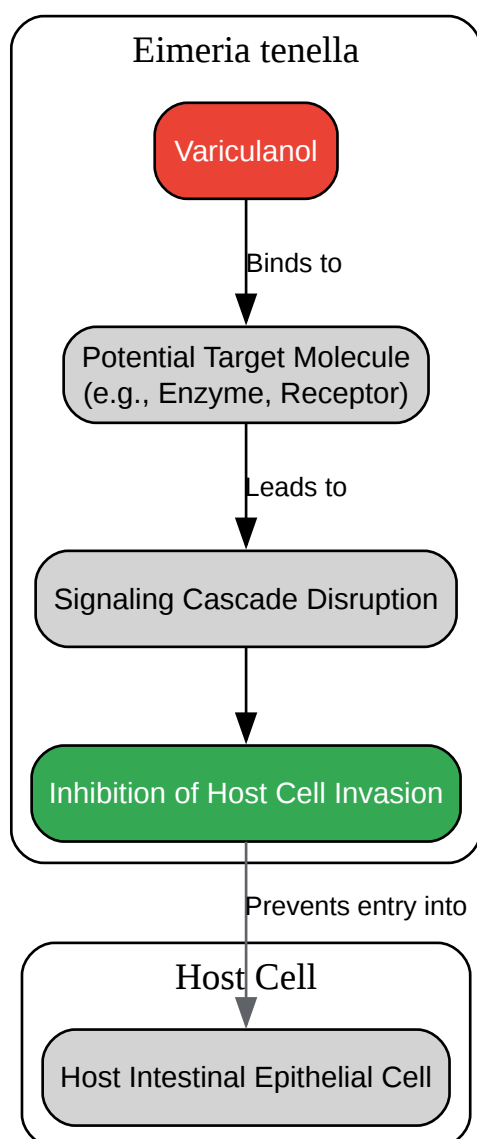 Eimeria tenella
Variculanol
Binds to
Potential Target Molecule
(e.g., Enzyme, Receptor)
Leads to
Signaling Cascade Disruption
Inhibition of Host Cell Invasion
Prevents entry into
Host Cell
Host Intestinal Epithelial Cell